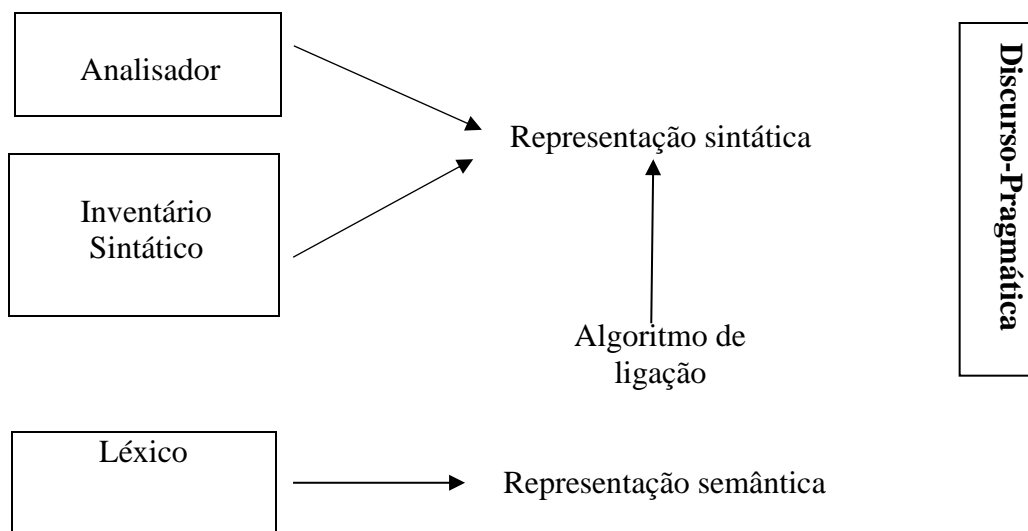 Analisador
Representação sintática
Inventário
Sintático
Algoritmo de
ligação
Léxico
Representação semântica
Discurso-Pragmática